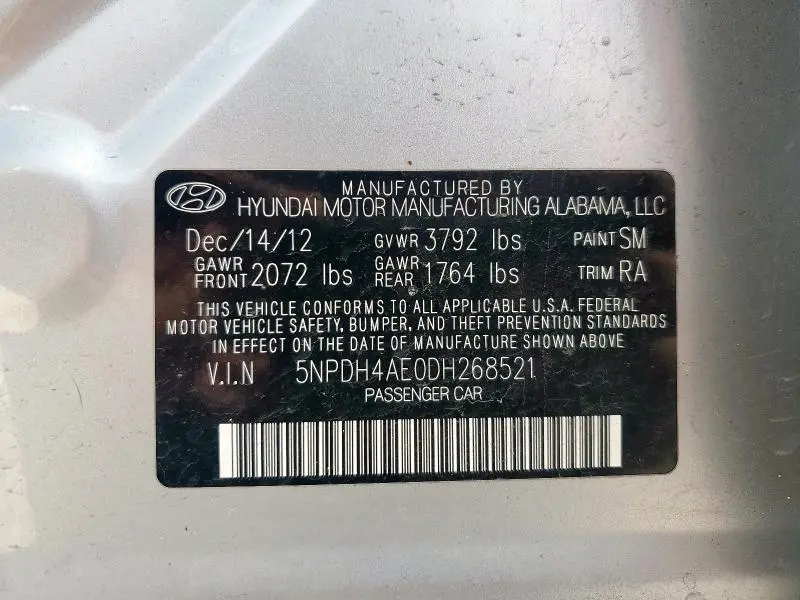 MANUFACTURED BY
HYUNDAI MOTOR MANUFACTURING ALABAMA, LLC
Dec/14/12 GVWR 3792 lbs PAINT SM
GAWR FRONT 2072 lbs GAWR REAR 1764 lbs TRIM RA
THIS VEHICLE CONFORMS TO ALL APPLICABLE U.S.A. FEDERAL
MOTOR VEHICLE SAFETY, BUMPER, AND THEFT PREVENTION STANDARDS
IN EFFECT ON THE DATE OF MANUFACTURE SHOWN ABOVE
V.I.N 5NPDH4AE0DH268521
PASSENGER CAR